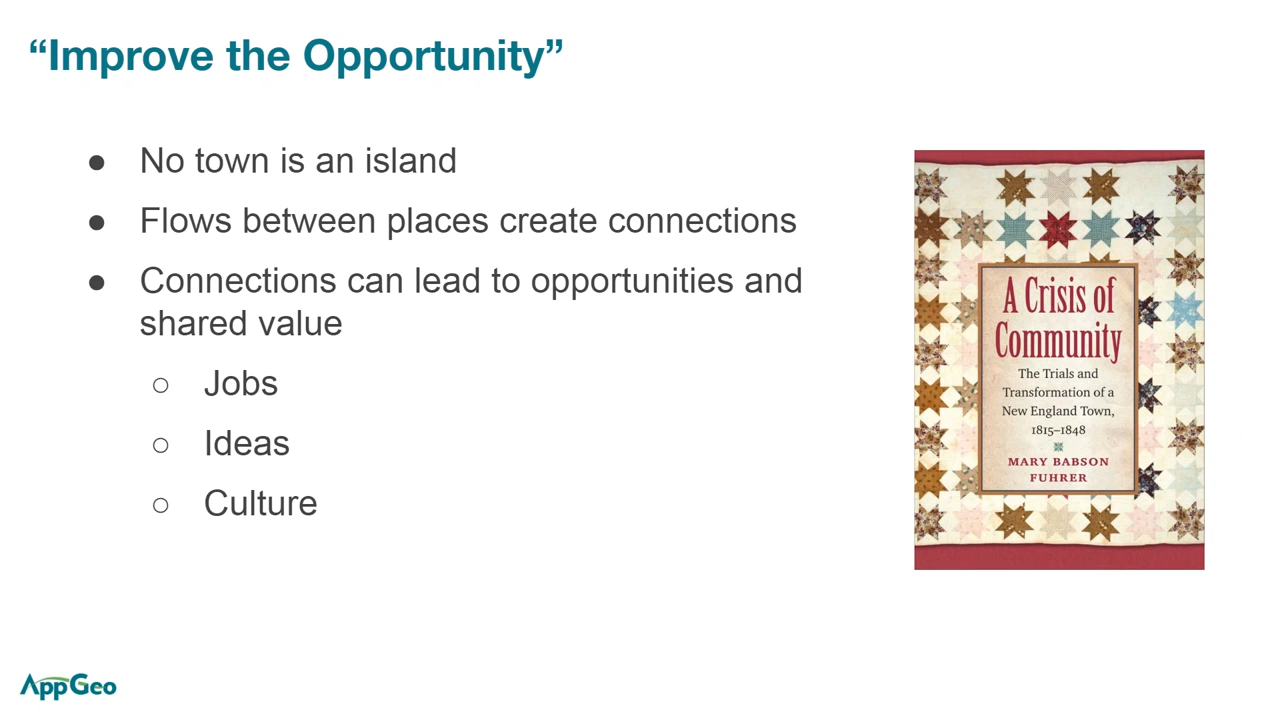 “Improve the Opportunity”
● No town is an island
● Flows between places create connections
● Connections can lead to opportunities and
shared value
○ Jobs
○ Ideas
○ Culture
A Crisis of
Community
The Trials and
Transformation of a
New England Town,
1815–1848
MARY BABSON
FUHRER
AppGeo